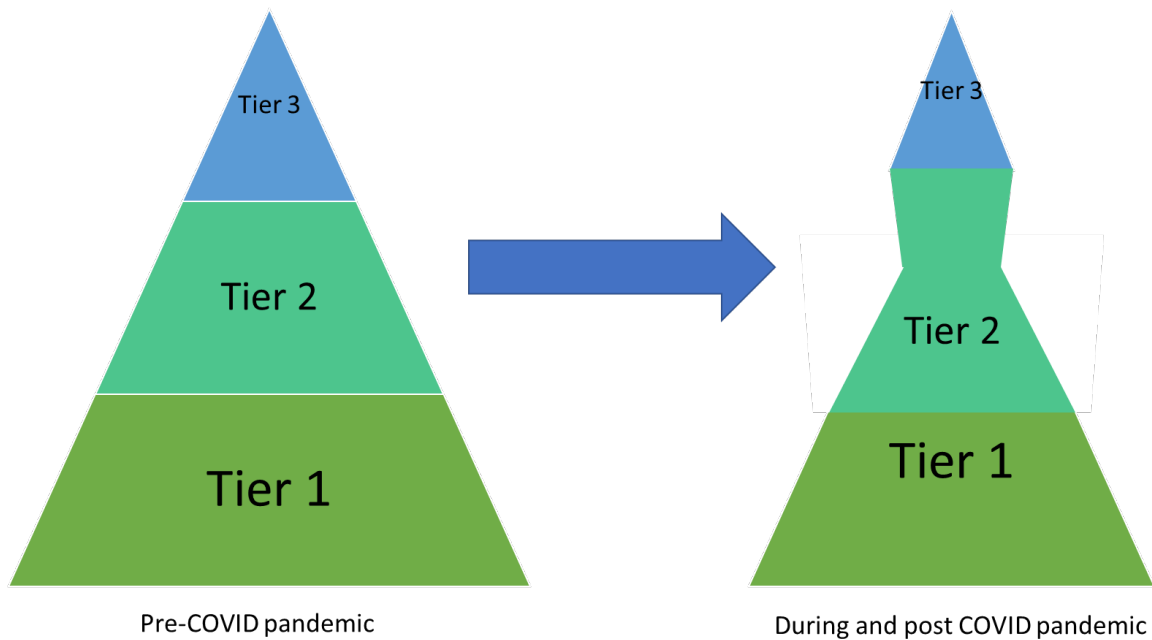 Tier 3
Tier 2
Tier 1
Pre-COVID pandemic
Tier 3
Tier 2
Tier 1
During and post COVID pandemic